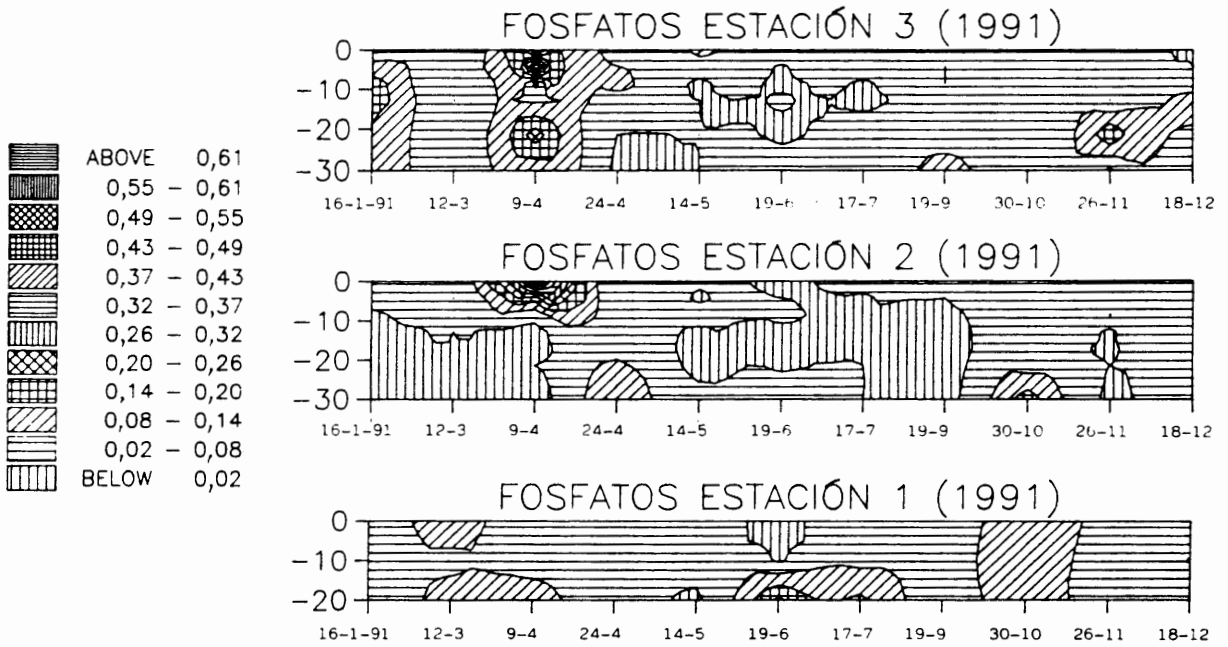 FOSFATOS ESTACIÓN 3 (1991)
0
-10
-20
-30
16-1-91 12-3 9-4 24-4 14-5 19-6 17-7 19-9 30-10 26-11 18-12
ABOVE 0,61
0,55 - 0,61
0,49 - 0,55
0,43 - 0,49
0,37 - 0,43
0,32 - 0,37
0,26 - 0,32
0,20 - 0,26
0,14 - 0,20
0,08 - 0,14
0,02 - 0,08
BELOW 0,02
FOSFATOS ESTACIÓN 2 (1991)
0
-10
-20
-30
16-1-91 12-3 9-4 24-4 14-5 19-6 17-7 19-9 30-10 26-11 18-12
FOSFATOS ESTACIÓN 1 (1991)
0
-10
-20
16-1-91 12-3 9-4 24-4 14-5 19-6 17-7 19-9 30-10 26-11 18-12